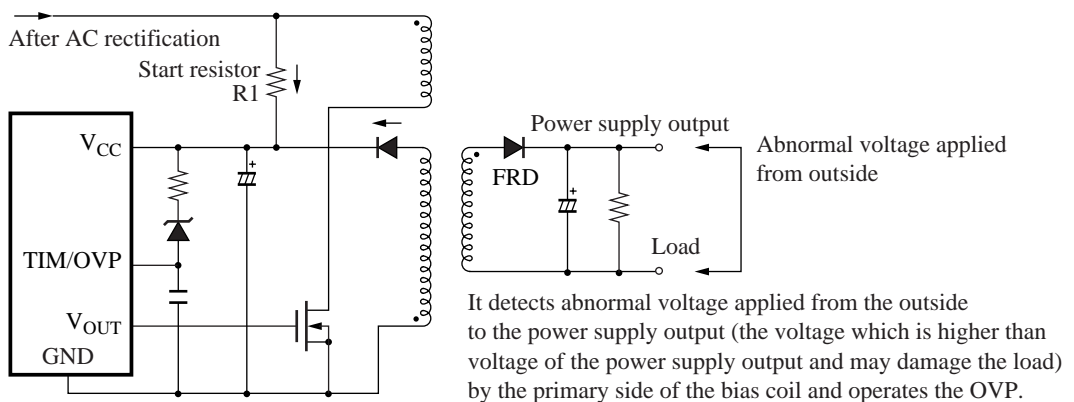 After AC rectification
Start resistor
R1
VCC
Power supply output
Abnormal voltage applied
from outside
+
+
FRD
TIM/OVP
Load
VOUT
GND
It detects abnormal voltage applied from the outside
to the power supply output (the voltage which is higher than
voltage of the power supply output and may damage the load)
by the primary side of the bias coil and operates the OVP.